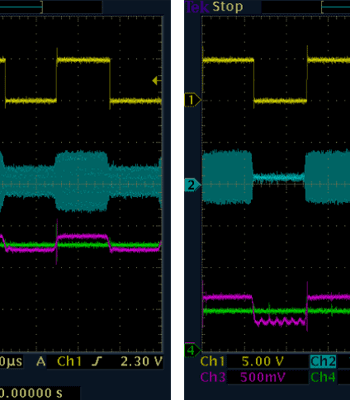 Stop
1
2
4
0µs A Ch1 2.30 V
0.00000 s
Ch1 5.00 V Ch2
Ch3 500mV Ch4